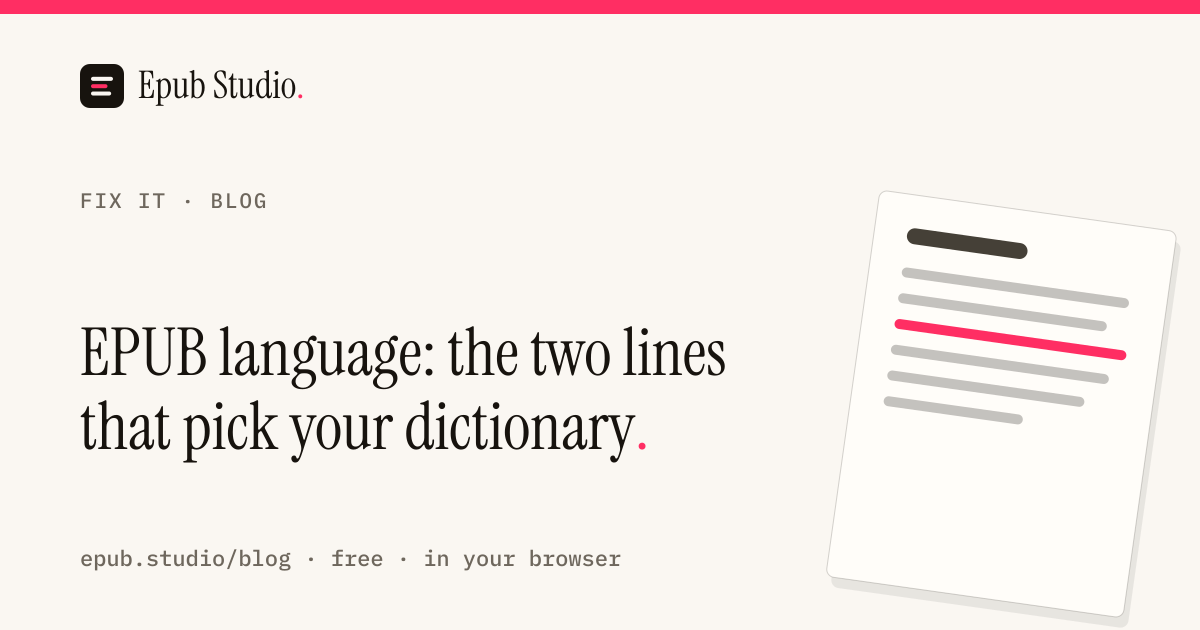 Epub Studio.
FIX IT · BLOG
EPUB language: the two lines
that pick your dictionary.
epub.studio/blog · free · in your browser